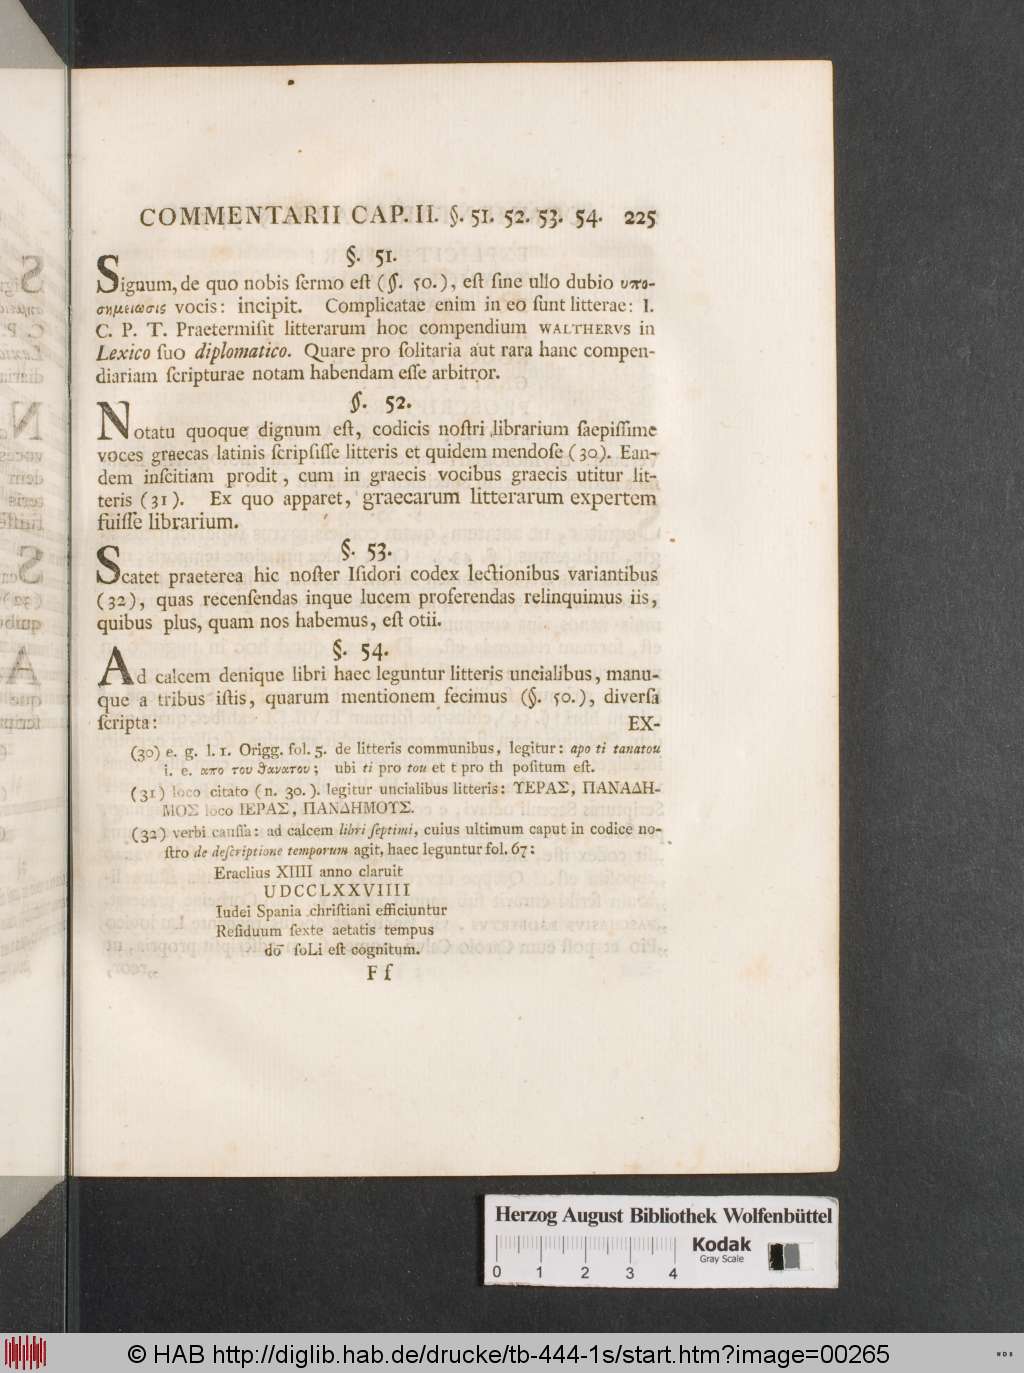 COMMENTARII CAP. II. §. 51. 52. 53. 54. 225
§. 51.
Signum, de quo nobis ſermo eſt (§. 50.), eſt ſine ullo dubio υπο-
σημειωσις vocis: incipit. Complicatae enim in eo ſunt litterae: I.
C. P. T. Praetermiſit litterarum hoc compendium WALTHERVS in
Lexico ſuo diplomatico. Quare pro ſolitaria aut rara hanc compen-
diariam ſcripturae notam habendam eſſe arbitror.
§. 52.
Notatu quoque dignum eſt, codicis noſtri librarium ſaepiſſime
voces graecas latinis ſcripſiſſe litteris et quidem mendoſe (30). Ean-
dem inſcitiam prodit, cum in graecis vocibus graecis utitur lit-
teris (31). Ex quo apparet, graecarum litterarum expertem
fuiſſe librarium.
§. 53.
Scatet praeterea hic noſter Iſidori codex lectionibus variantibus
(32), quas recenſendas inque lucem proferendas relinquimus iis,
quibus plus, quam nos habemus, eſt otii.
§. 54.
Ad calcem denique libri haec leguntur litteris uncialibus, manu-
que a tribus iſtis, quarum mentionem fecimus (§. 50.), diverſa
ſcripta: EX-
(30) e. g. l. 1. Origg. fol. 5. de litteris communibus, legitur: apo ti tanatou
i. e. απο του θανατου; ubi ti pro tou et t pro th poſitum eſt.
(31) loco citato (n. 30.). legitur uncialibus litteris: ΥΕΡΑΣ, ΠΑΝΑΔΗ-
ΜΟΣ loco ΙΕΡΑΣ, ΠΑΝΔΗΜΟΥΣ.
(32) verbi cauſſa: ad calcem libri ſeptimi, cuius ultimum caput in codice no-
ſtro de deſcriptione temporum agit, haec leguntur fol. 67:
Eraclius XIIII anno claruit
UDCCLXXVIIII
Iudei Spania chriſtiani efficiuntur
Reſiduum ſexte aetatis tempus
do̅ ſoLi eſt cognitum.
F f
Herzog August Bibliothek Wolfenbüttel
Kodak
Gray Scale
0 1 2 3 4
© HAB http://diglib.hab.de/drucke/tb-444-1s/start.htm?image=00265